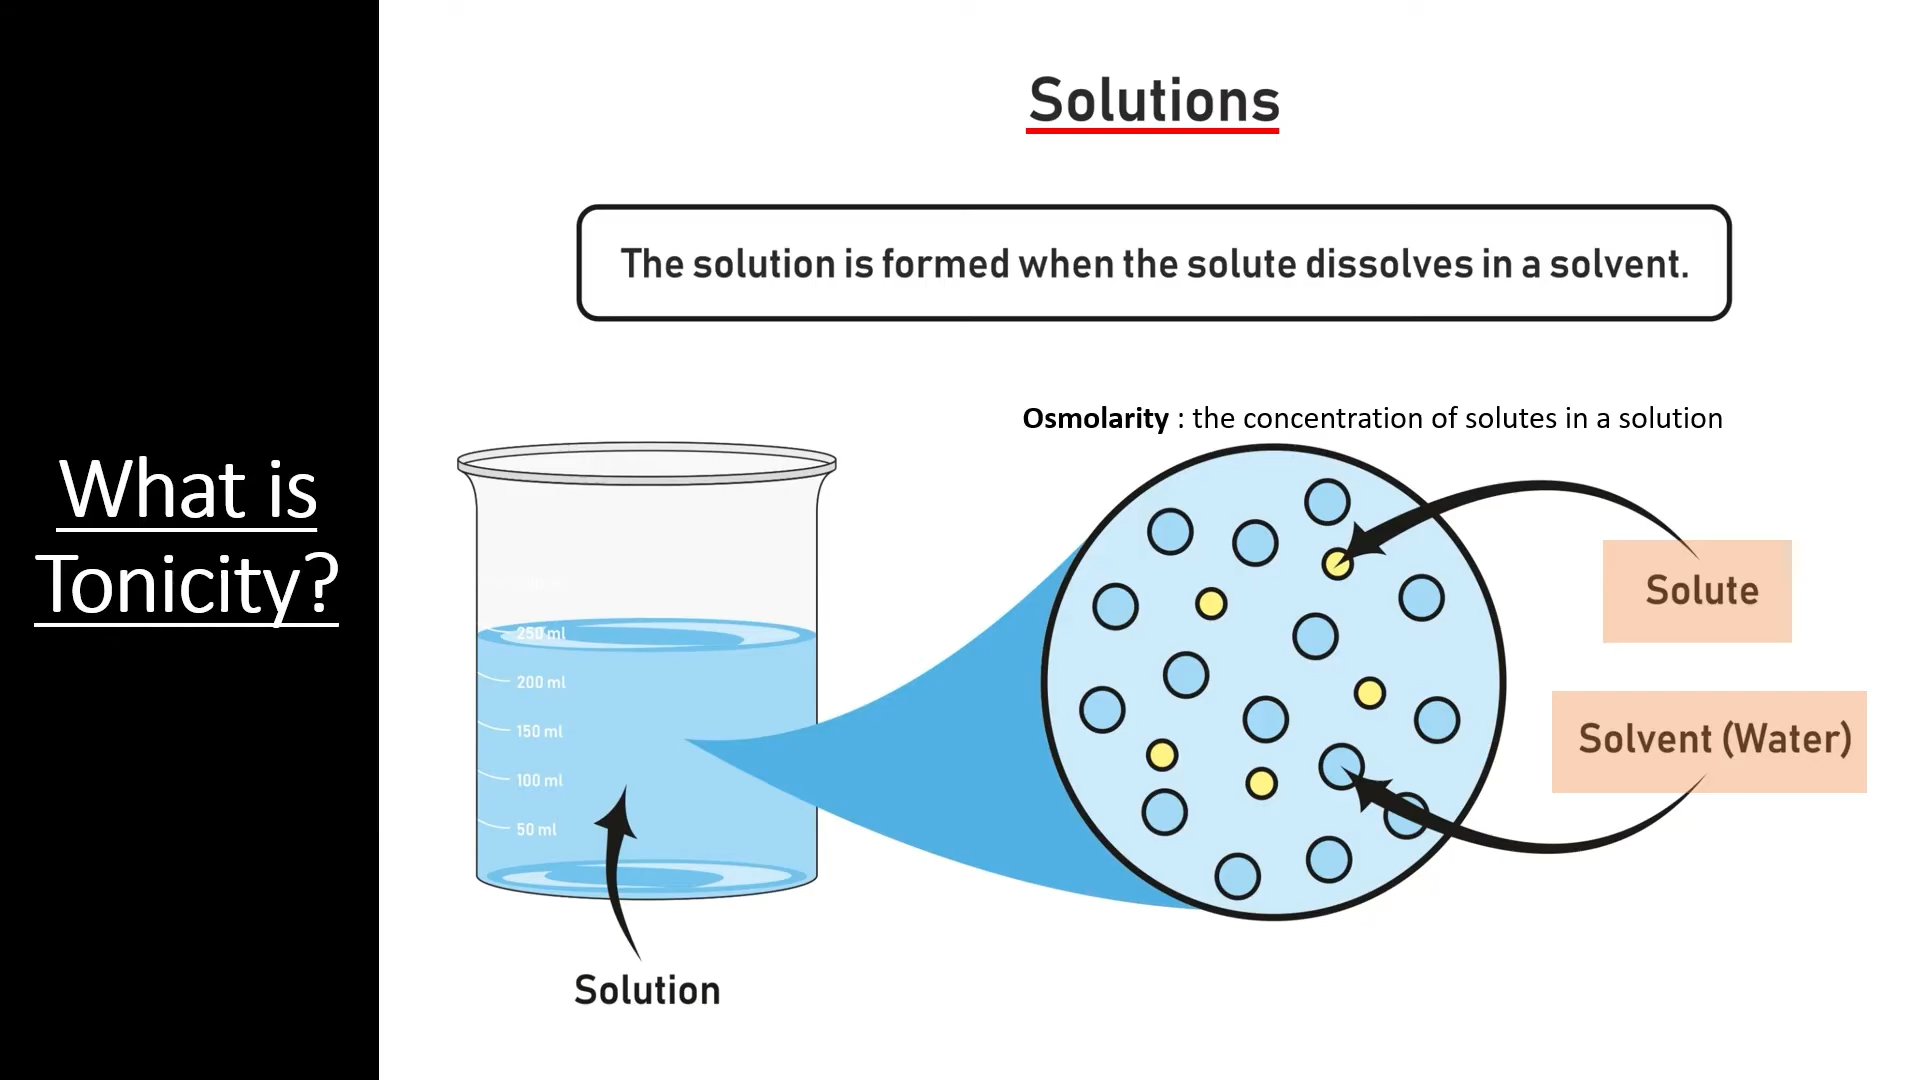 What is
Tonicity?
Solutions
The solution is formed when the solute dissolves in a solvent.
Osmolarity : the concentration of solutes in a solution
Solute
Solvent (Water)
250 ml
200 ml
150 ml
100 ml
50 ml
Solution